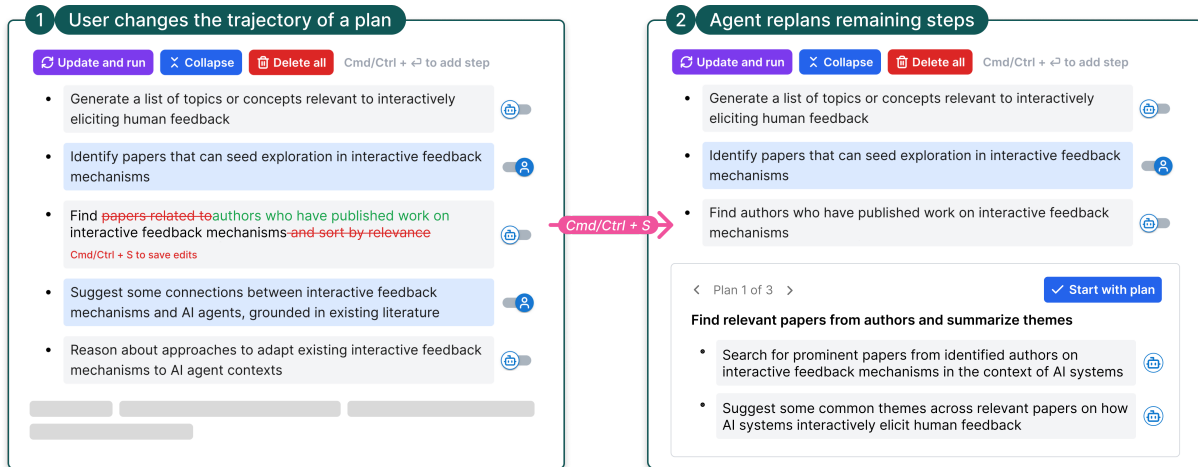 1 User changes the trajectory of a plan
Update and run Collapse Delete all Cmd/Ctrl + ↵ to add step
• Generate a list of topics or concepts relevant to interactively
eliciting human feedback
• Identify papers that can seed exploration in interactive feedback
mechanisms
• Find papers related toauthors who have published work on
interactive feedback mechanisms and sort by relevance
Cmd/Ctrl + S to save edits
• Suggest some connections between interactive feedback
mechanisms and AI agents, grounded in existing literature
• Reason about approaches to adapt existing interactive feedback
mechanisms to AI agent contexts
Cmd/Ctrl + S
2 Agent replans remaining steps
Update and run Collapse Delete all Cmd/Ctrl + ↵ to add step
• Generate a list of topics or concepts relevant to interactively
eliciting human feedback
• Identify papers that can seed exploration in interactive feedback
mechanisms
• Find authors who have published work on interactive feedback
mechanisms
< Plan 1 of 3 > Start with plan
Find relevant papers from authors and summarize themes
• Search for prominent papers from identified authors on
interactive feedback mechanisms in the context of AI systems
• Suggest some common themes across relevant papers on how
AI systems interactively elicit human feedback